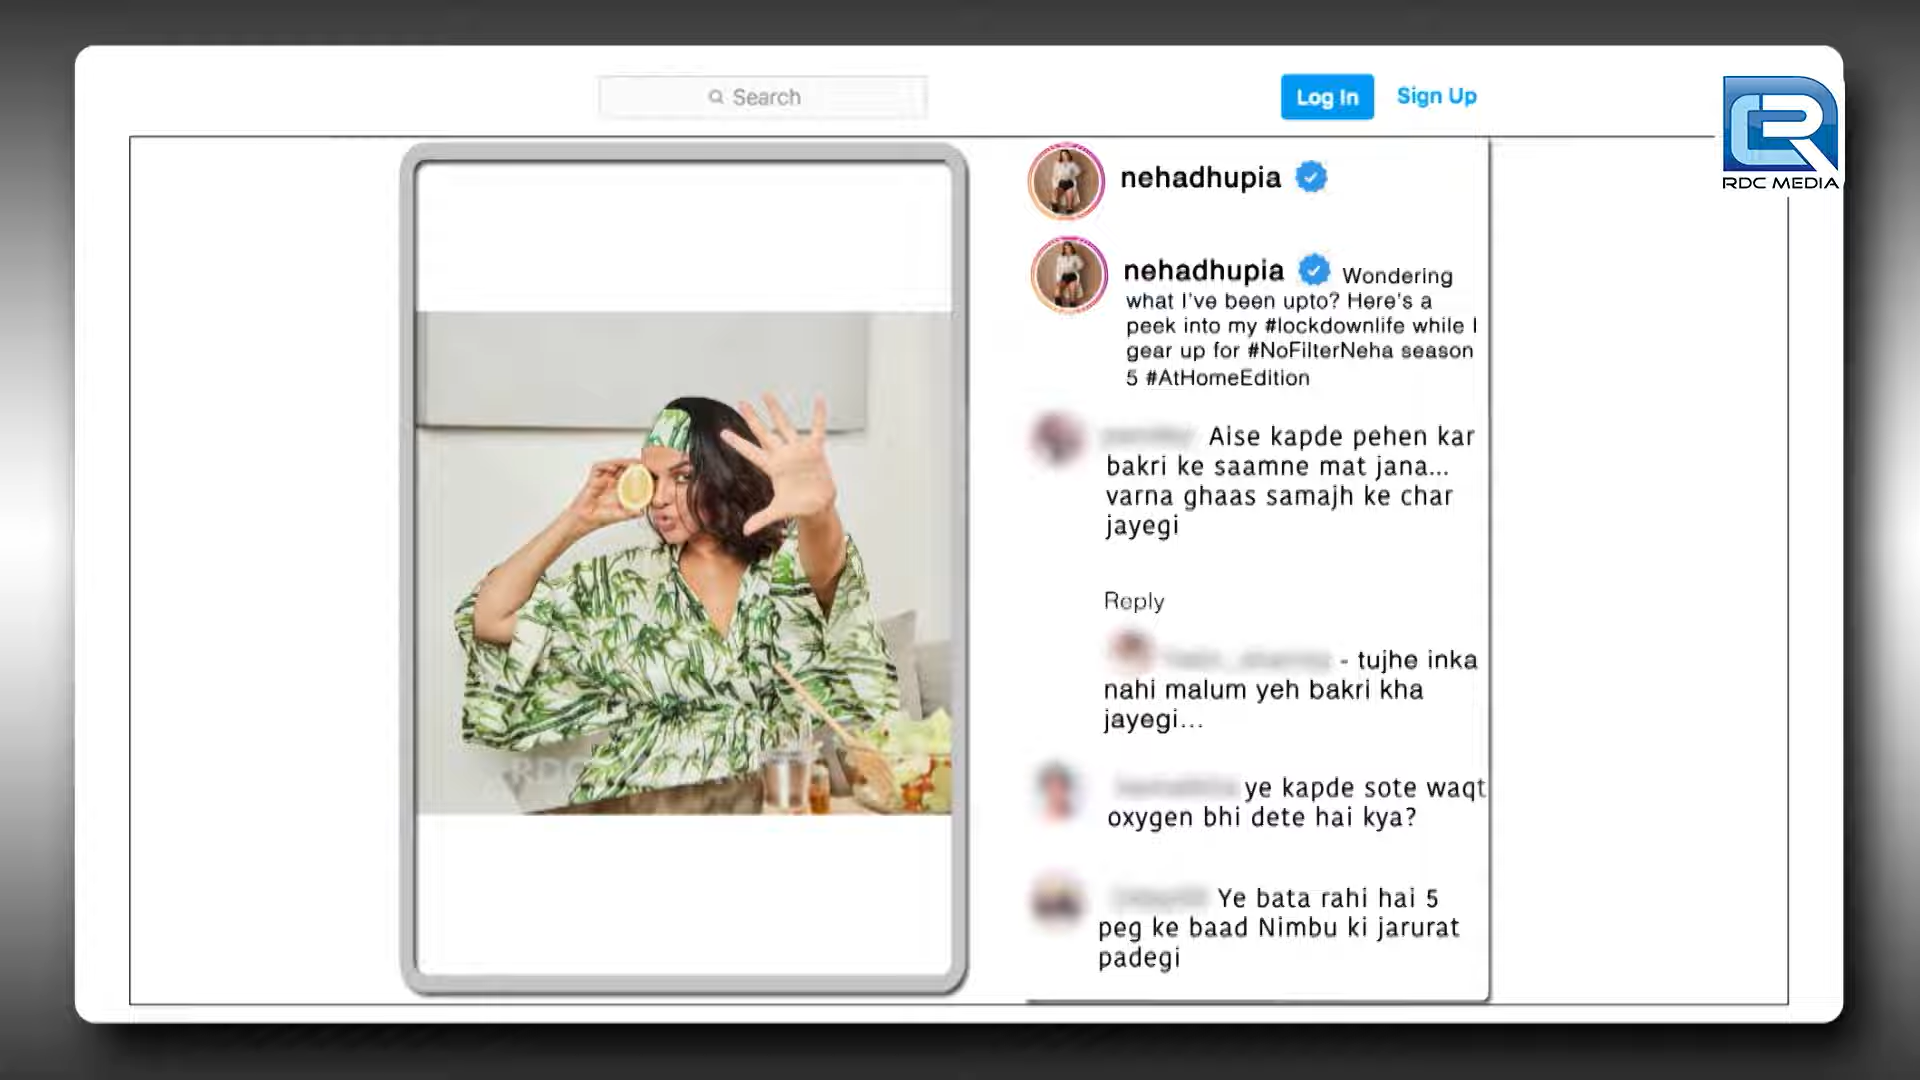 Search
Log In
Sign Up
RDC MEDIA
nehadhupia
nehadhupia Wondering
what I've been upto? Here's a
peek into my #lockdownlife while I
gear up for #NoFilterNeha season
5 #AtHomeEdition
Aise kapde pehen kar
bakri ke saamne mat jana...
varna ghaas samajh ke char
jayegi
Reply
- tujhe inka
nahi malum yeh bakri kha
jayegi...
ye kapde sote waqt
oxygen bhi dete hai kya?
Ye bata rahi hai 5
peg ke baad Nimbu ki jarurat
padegi